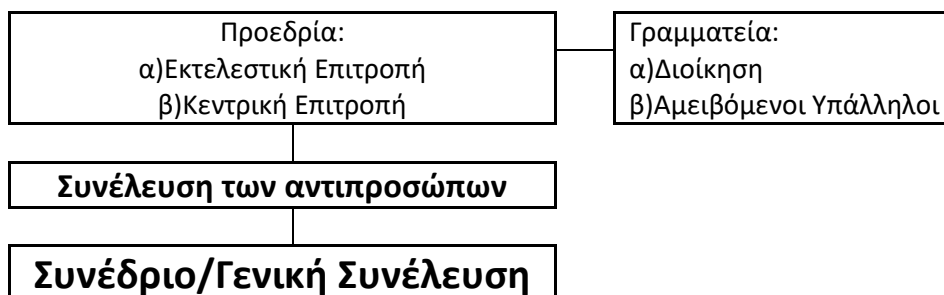 Προεδρία:
α)Εκτελεστική Επιτροπή
β)Κεντρική Επιτροπή
Γραμματεία:
α)Διοίκηση
β)Αμειβόμενοι Υπάλληλοι
Συνέλευση των αντιπροσώπων
Συνέδριο/Γενική Συνέλευση